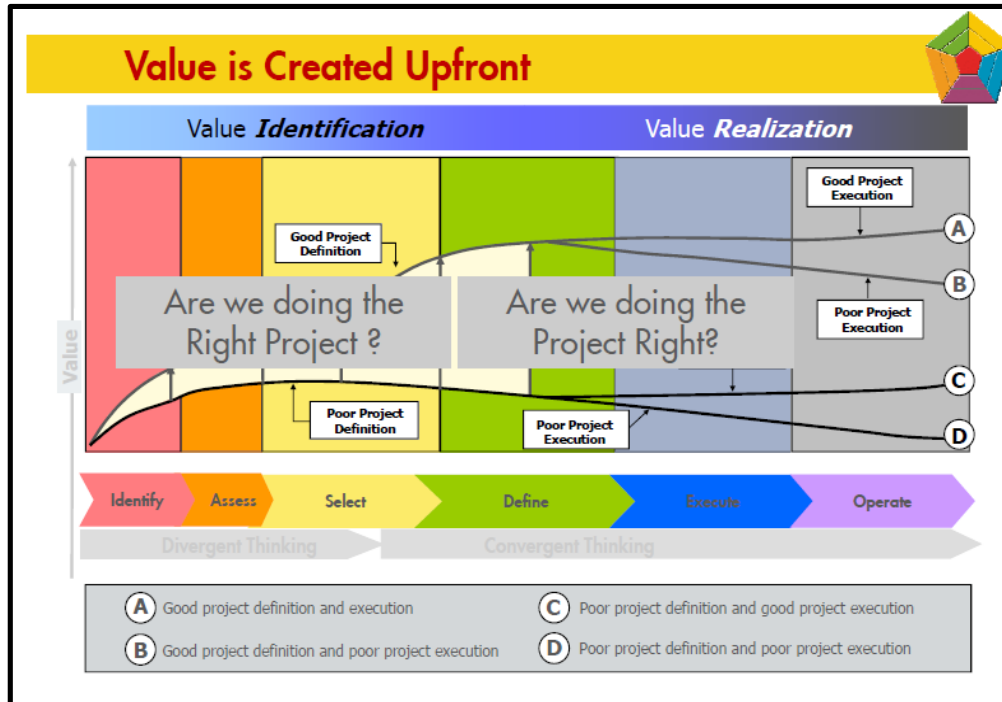 Value is Created Upfront
Value Identification
Value Realization
Value
Good Project
Execution
Good Project
Definition
A
B
Are we doing the
Right Project ?
Are we doing the
Project Right?
Poor Project
Execution
Poor Project
Definition
Poor Project
Execution
C
D
Identify
Assess
Select
Define
Execute
Operate
Divergent Thinking
Convergent Thinking
A Good project definition and execution
B Good project definition and poor project execution
C Poor project definition and good project execution
D Poor project definition and poor project execution